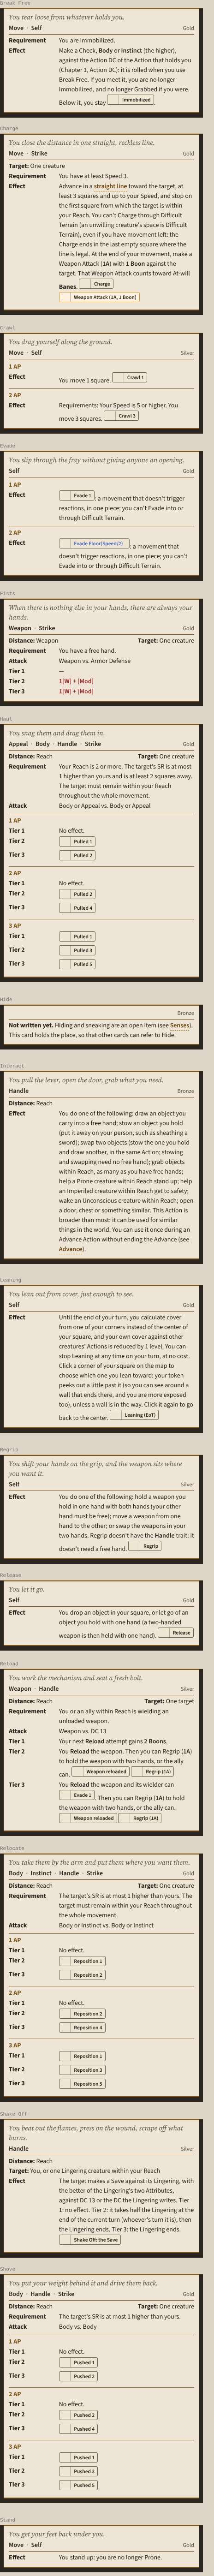 Break Free
You tear loose from whatever holds you.
Move · Self Gold
Requirement You are Immobilized.
Effect Make a Check, Body or Instinct (the higher),
against the Action DC of the Action that holds you
(Chapter 1, Action DC): it is rolled when you use
Break Free. If you meet it, you are no longer
Immobilized, and no longer Grabbed if you were.
Below it, you stay Immobilized
Charge
You close the distance in one straight, reckless line.
Move · Strike Gold
Target: One creature
Requirement You have at least Speed 3.
Effect Advance in a straight line toward the target, at
least 3 squares and up to your Speed, and stop on
the first square from which the target is within
your Reach. You can't Charge through Difficult
Terrain (an unwilling creature's space is Difficult
Terrain), even if you have movement left: the
Charge ends in the last empty square where the
line is legal. At the end of your move, make a
Weapon Attack (1A) with 1 Boon against the
target. That Weapon Attack counts toward At-will
Banes. Charge
Weapon Attack (1A, 1 Boon)
Crawl
You drag yourself along the ground.
Move · Self Silver
1 AP
Effect You move 1 square. Crawl 1
2 AP
Effect Requirements: Your Speed is 5 or higher. You
move 3 squares. Crawl 3
Evade
You slip through the fray without giving anyone an opening.
Self Gold
1 AP
Effect Evade 1, a movement that doesn't trigger
reactions, in one piece; you can't Evade into or
through Difficult Terrain.
2 AP
Effect Evade Floor(Speed/2), a movement that
doesn't trigger reactions, in one piece; you can't
Evade into or through Difficult Terrain.
Fists
When there is nothing else in your hands, there are always your
hands.
Weapon · Strike Gold
Distance: Weapon Target: One creature
Requirement You have a free hand.
Attack Weapon vs. Armor Defense
Tier 1 —
Tier 2 1[W] + [Mod]
Tier 3 1[W] + [Mod]
Haul
You snag them and drag them in.
Appeal · Body · Handle · Strike Gold
Distance: Reach Target: One creature
Requirement Your Reach is 2 or more. The target's SR is at most
1 higher than yours and is at least 2 squares away.
The target must remain within your Reach
throughout the whole movement.
Attack Body or Appeal vs. Body or Appeal
1 AP
Tier 1 No effect.
Tier 2 Pulled 1
Tier 3 Pulled 2
2 AP
Tier 1 No effect.
Tier 2 Pulled 2
Tier 3 Pulled 4
3 AP
Tier 1 Pulled 1
Tier 2 Pulled 3
Tier 3 Pulled 5
Hide
Bronze
Not written yet. Hiding and sneaking are an open item (see Senses).
This card holds the place, so that other cards can refer to Hide.
Interact
You pull the lever, open the door, grab what you need.
Handle Bronze
Distance: Reach
Effect You do one of the following: draw an object you
carry into a free hand; stow an object you hold
(put it away on your person, such as sheathing a
sword); swap two objects (stow the one you hold
and draw another, in the same Action; stowing
and swapping need no free hand); grab objects
within Reach, as many as you have free hands;
help a Prone creature within Reach stand up; help
an Imperiled creature within Reach get to safety;
wake an Unconscious creature within Reach; open
a door, chest or something similar. This Action is
broader than most: it can be used for similar
things in the world. You can use it once during an
Advance Action without ending the Advance (see
Advance).
Leaning
You lean out from cover, just enough to see.
Self Gold
Effect Until the end of your turn, you calculate cover
from one of your corners instead of the center of
your square, and your own cover against other
creatures' Actions is reduced by 1 level. You can
stop Leaning at any time on your turn, at no cost.
Click a corner of your square on the map to
choose which one you lean toward: your token
peeks out a little past it (so you can see around a
wall that ends there, and you are more exposed
too), unless a wall is in the way. Click it again to go
back to the center. Leaning (EoT)
Regrip
You shift your hands on the grip, and the weapon sits where
you want it.
Silver
Effect You do one of the following: hold a weapon you
hold in one hand with both hands (your other
hand must be free); move a weapon from one
hand to the other; or swap the weapons in your
two hands. Regrip doesn't have the Handle trait: it
doesn't need a free hand. Regrip
Release
You let it go.
Self Gold
Effect You drop an object in your square, or let go of an
object you hold with one hand (a two-handed
weapon is then held with one hand). Release
Reload
You work the mechanism and seat a fresh bolt.
Weapon · Handle Silver
Distance: Reach Target: One target
Requirement You or an ally within Reach is wielding an
unloaded weapon.
Attack Weapon vs. DC 13
Tier 1 Your next Reload attempt gains 2 Boons.
Tier 2 You Reload the weapon. Then you can Regrip (1A)
to hold the weapon with two hands, or the ally
can. Weapon reloaded Regrip (1A)
Tier 3 You Reload the weapon and its wielder can
Evade 1. Then you can Regrip (1A) to hold
the weapon with two hands, or the ally can.
Weapon reloaded Regrip (1A)
Relocate
You take them by the arm and put them where you want them.
Body · Instinct · Handle · Strike Gold
Distance: Reach Target: One creature
Requirement The target's SR is at most 1 higher than yours. The
target must remain within your Reach throughout
the whole movement.
Attack Body or Instinct vs. Body or Instinct
1 AP
Tier 1 No effect.
Tier 2 Reposition 1
Tier 3 Reposition 2
2 AP
Tier 1 No effect.
Tier 2 Reposition 2
Tier 3 Reposition 4
3 AP
Tier 1 Reposition 1
Tier 2 Reposition 3
Tier 3 Reposition 5
Shake Off
You beat out the flames, press on the wound, scrape off what
burns.
Handle Silver
Distance: Reach
Target: You, or one Lingering creature within your Reach
Effect The target makes a Save against its Lingering, with
the better of the Lingering's two Attributes,
against DC 13 or the DC the Lingering writes. Tier
1: no effect. Tier 2: it takes half the Lingering at the
end of the current turn (whoever's turn it is), then
the Lingering ends. Tier 3: the Lingering ends.
Shake Off: the Save
Shove
You put your weight behind it and drive them back.
Body · Handle · Strike Gold
Distance: Reach Target: One creature
Requirement The target's SR is at most 1 higher than yours.
Attack Body vs. Body
1 AP
Tier 1 No effect.
Tier 2 Pushed 1
Tier 3 Pushed 2
2 AP
Tier 1 No effect.
Tier 2 Pushed 2
Tier 3 Pushed 4
3 AP
Tier 1 Pushed 1
Tier 2 Pushed 3
Tier 3 Pushed 5
Stand
You get your feet back under you.
Move · Self Gold
Effect You stand up: you are no longer Prone.